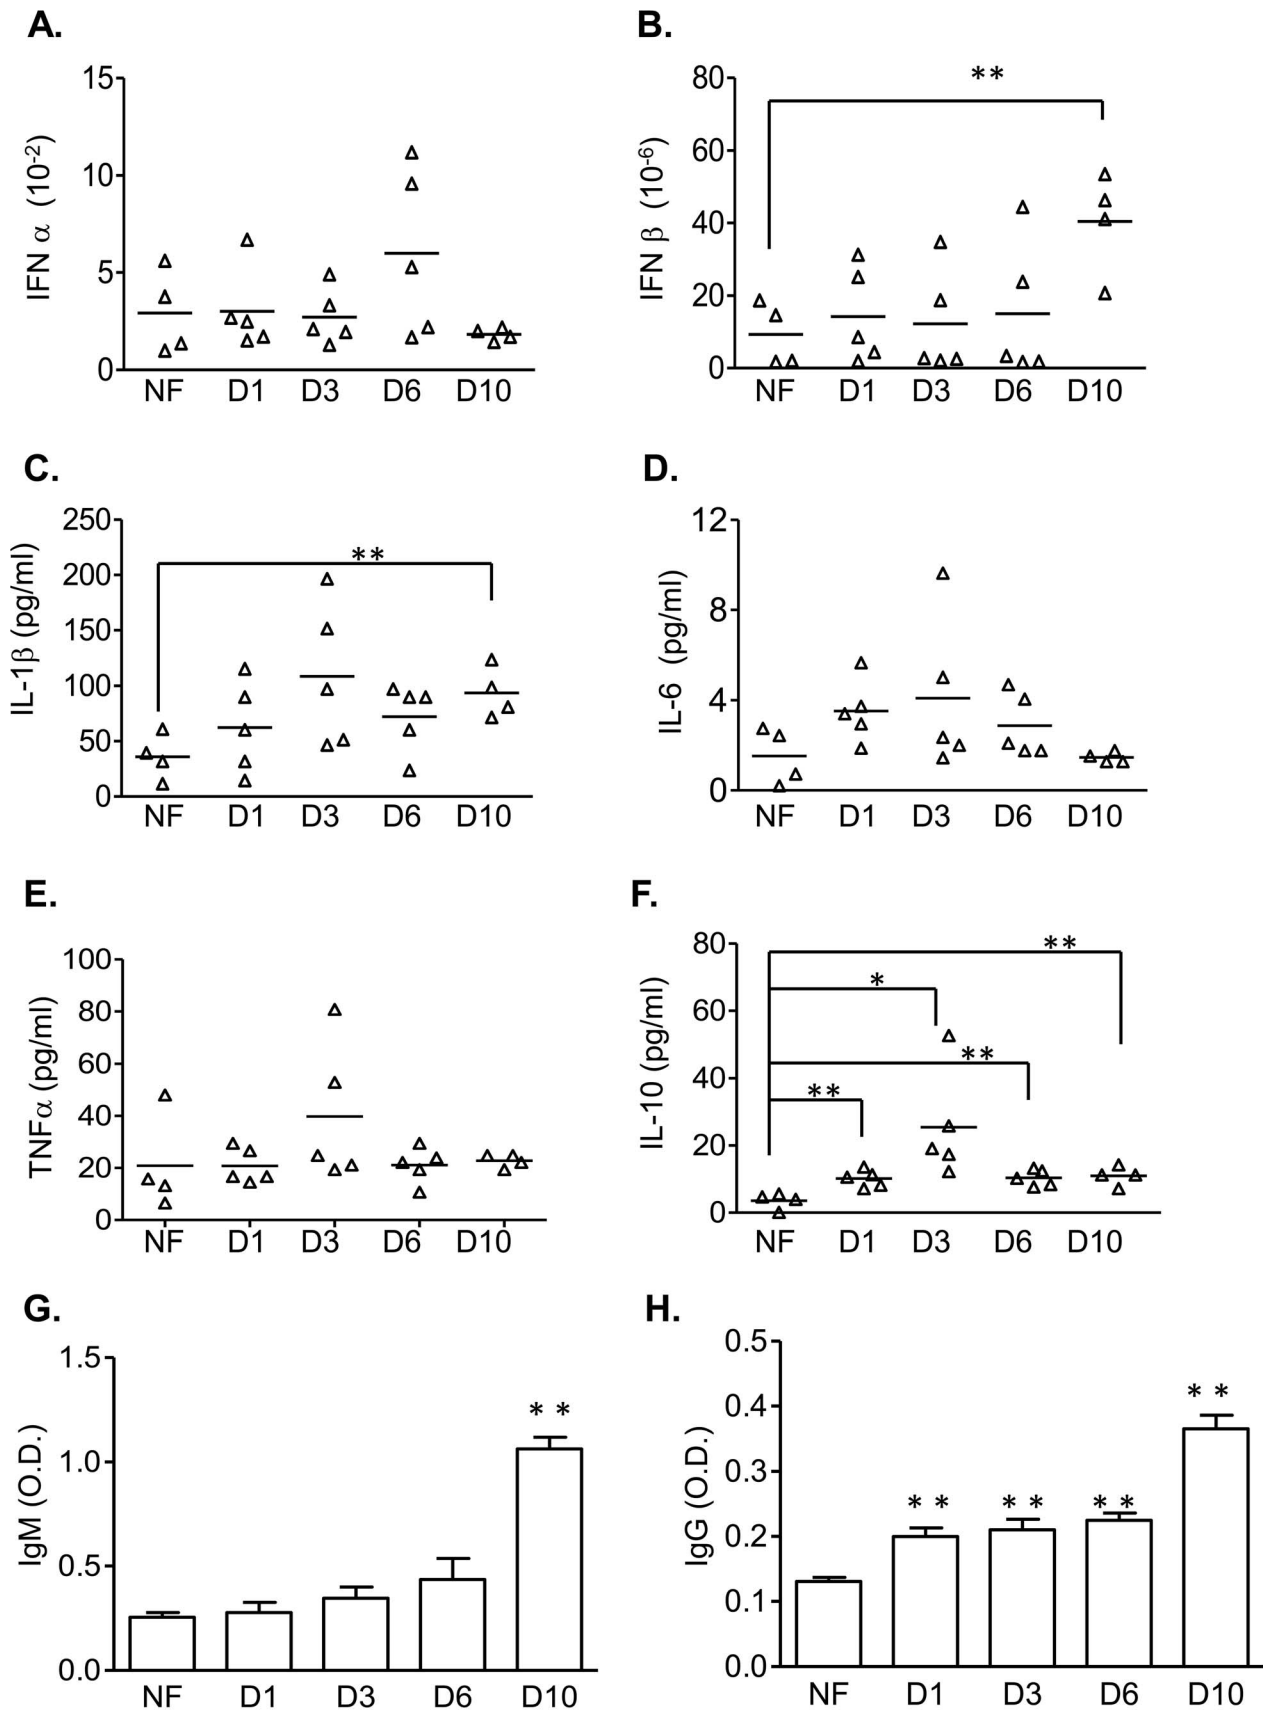 A.
IFN α (10-2)
15
10
5
0
NF D1 D3 D6 D10
B.
IFN β (10-6)
80
60
40
20
0
**
NF D1 D3 D6 D10
C.
IL-1β (pg/ml)
250
200
150
100
50
0
**
NF D1 D3 D6 D10
D.
IL-6 (pg/ml)
12
8
4
0
NF D1 D3 D6 D10
E.
TNFα (pg/ml)
100
80
60
40
20
0
NF D1 D3 D6 D10
F.
IL-10 (pg/ml)
80
60
40
20
0
**
*
**
**
NF D1 D3 D6 D10
G.
IgM (O.D.)
1.5
1.0
0.5
0.0
* *
NF D1 D3 D6 D10
H.
IgG (O.D.)
0.5
0.4
0.3
0.2
0.1
0.0
* *
* * * * * *
NF D1 D3 D6 D10